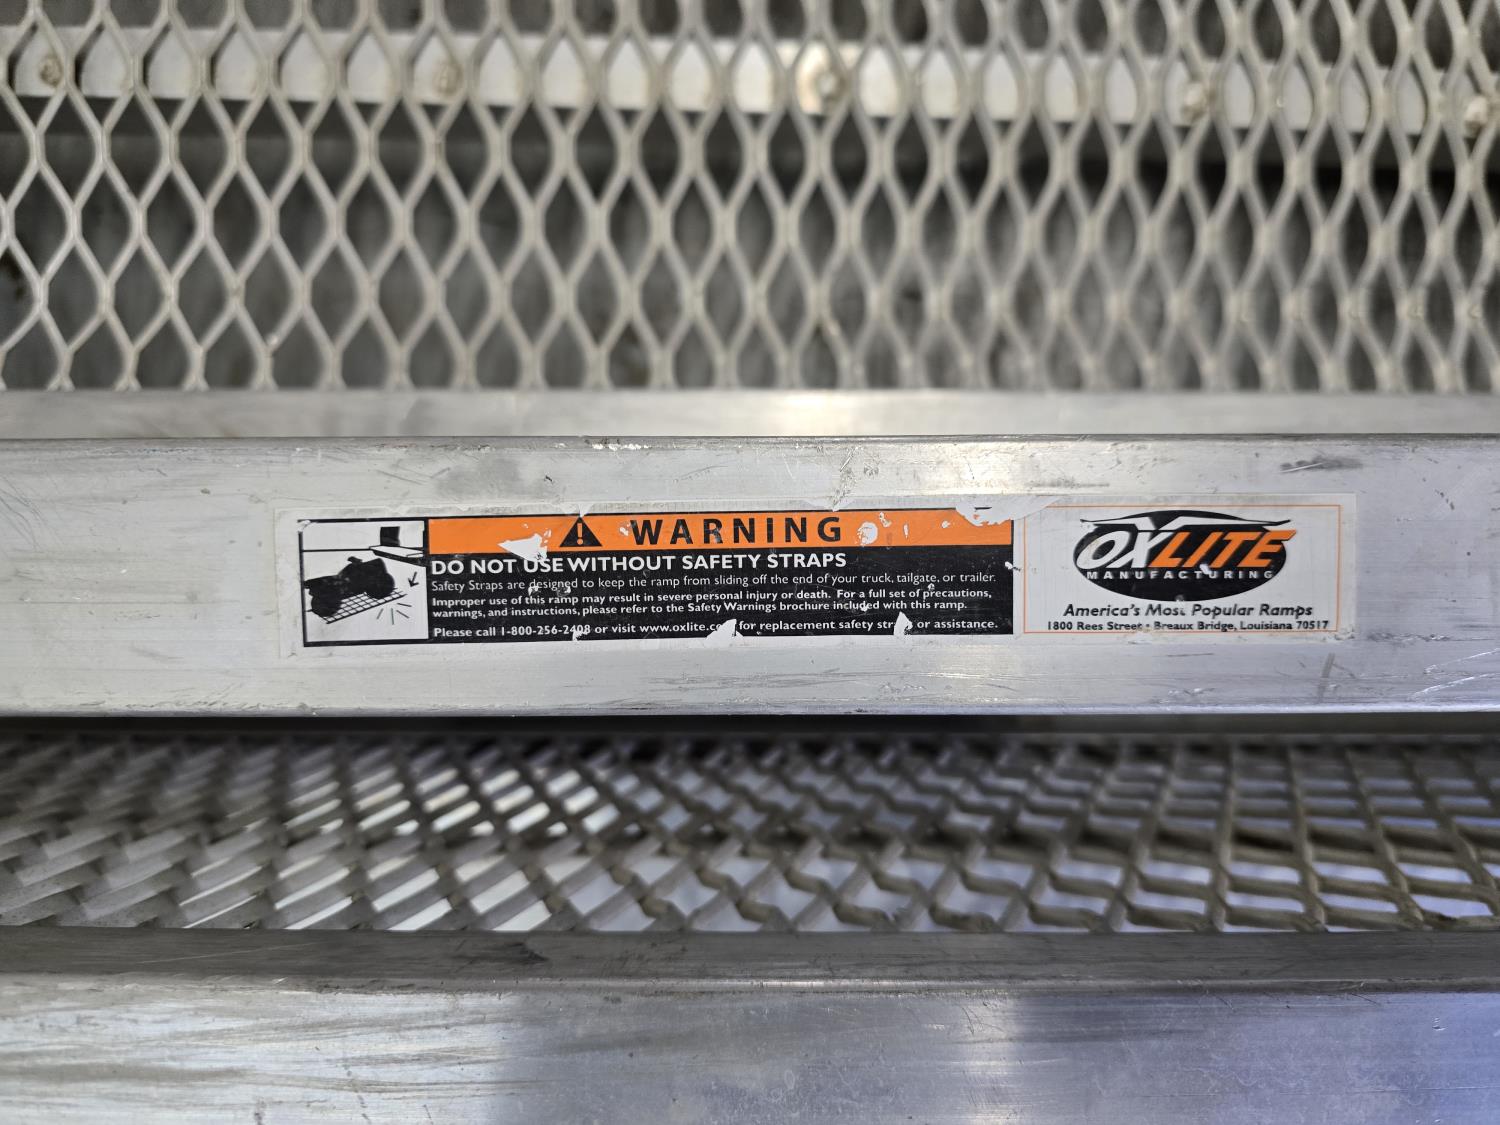 WARNING
DO NOT USE WITHOUT SAFETY STRAPS
Safety Straps are designed to keep the ramp from sliding off the end of your truck, tailgate, or trailer.
Improper use of this ramp may result in severe personal injury or death. For a full set of precautions,
warnings, and instructions, please refer to the Safety Warnings brochure included with this ramp.
Please call 1-800-256-2408 or visit www.oxlite.co for replacement safety str or assistance.
OXLITE
MANUFACTURING
America's Most Popular Ramps
1800 Rees Street • Breaux Bridge, Louisiana 70517